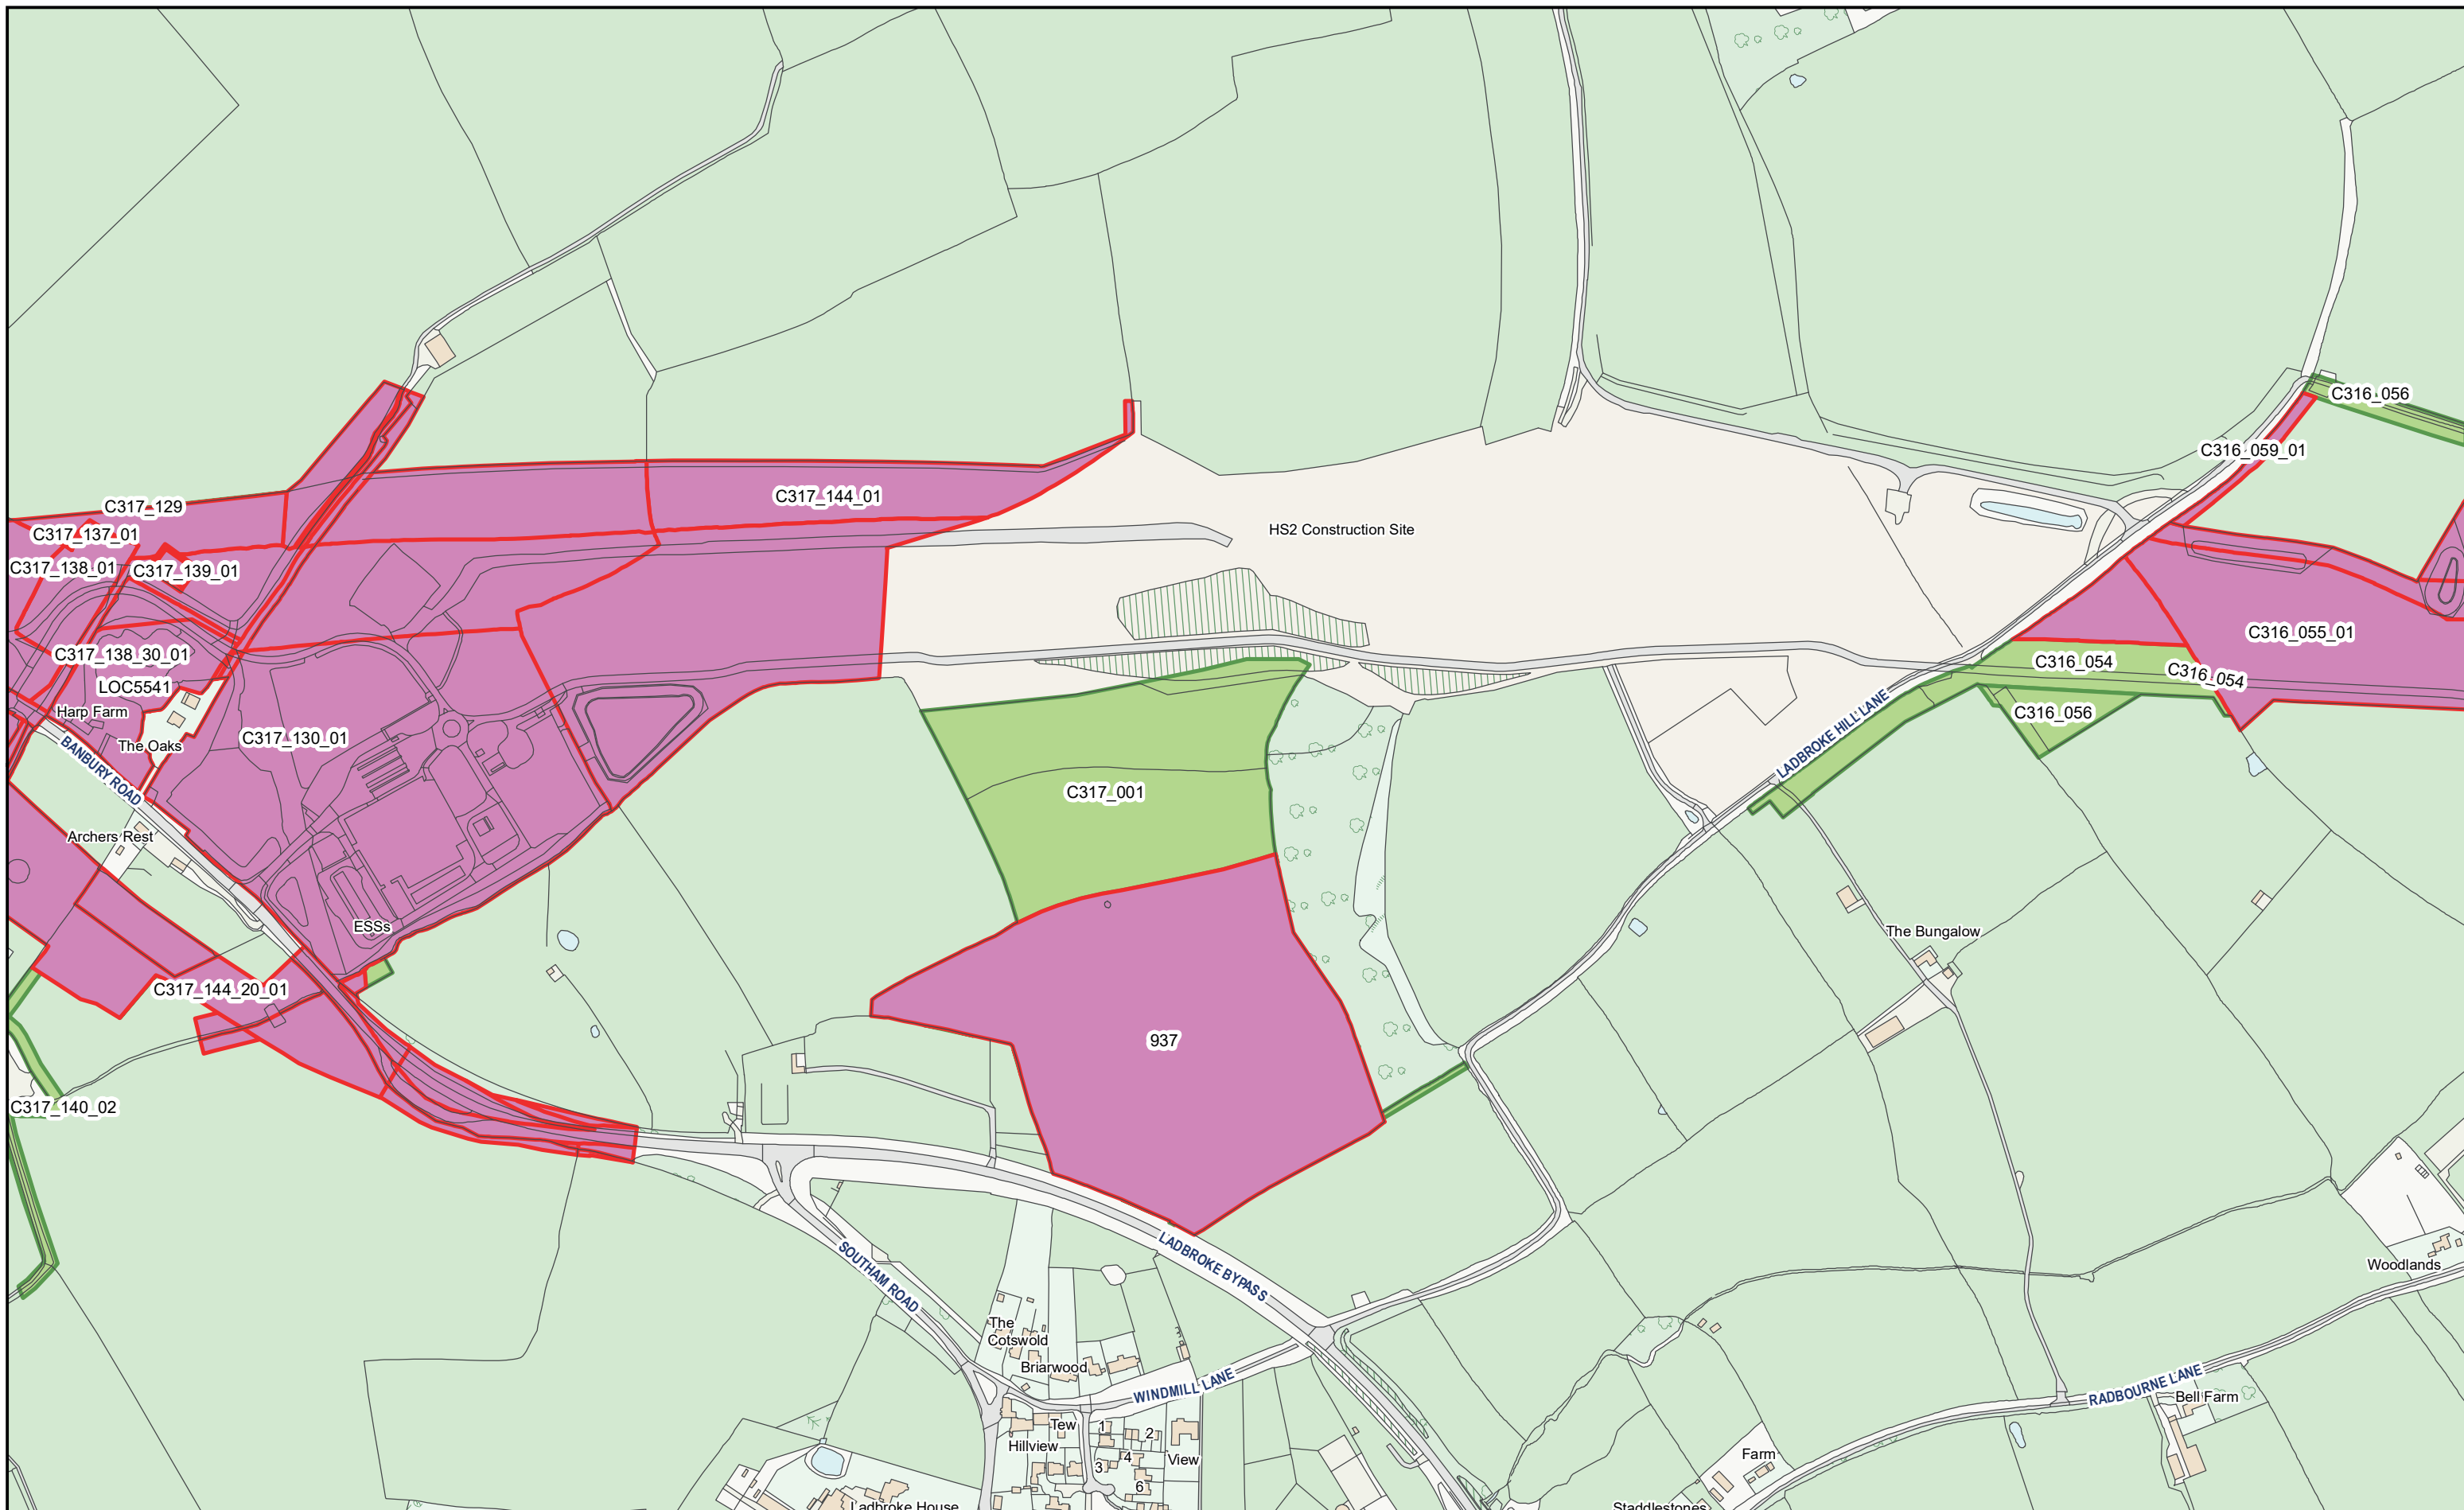 C316_056
C316_059_01
C317_144_01
C317_129
HS2 Construction Site
C317_137_01
C317_138_01
C317_139_01
C316_055_01
C317_138_30_01
C316_054
C316_054
LOC5541
Harp Farm
C316_056
LADBROKE HILL LANE
The Oaks
C317_130_01
BANBURY ROAD
C317_001
Archers Rest
ESSs
The Bungalow
C317_144_20_01
937
C317_140_02
SOUTHAM ROAD
LADBROKE BYPASS
Woodlands
The
Cotswold
Briarwood
WINDMILL LANE
RADBOURNE LANE
Bell Farm
Tew
1
2
Hillview
3
4
View
Farm
6
Ladbroke House
Staddlestones